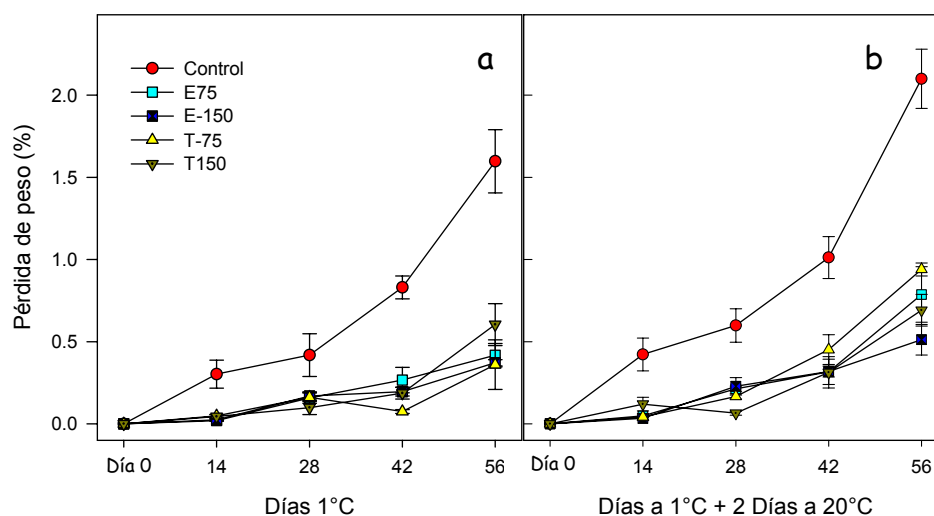 a
b
Control
E75
E-150
T-75
T150
Pérdida de peso (%)
2.0
1.5
1.0
0.5
0.0
Día 0 14 28 42 56
Día 0 14 28 42 56
Días 1°C
Días a 1°C + 2 Días a 20°C